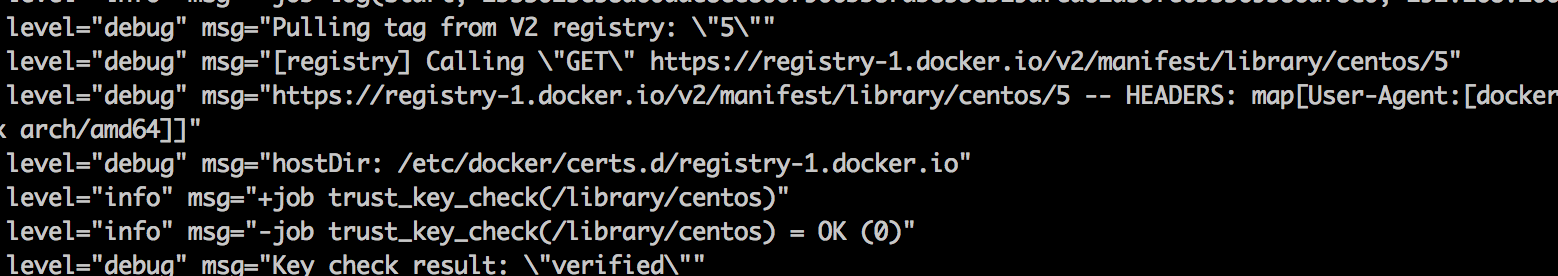 level="debug" msg="Pulling tag from V2 registry: \"5\""
level="debug" msg="[registry] Calling \"GET\" https://registry-1.docker.io/v2/manifest/library/centos/5"
level="debug" msg="https://registry-1.docker.io/v2/manifest/library/centos/5 -- HEADERS: map[User-Agent:[docker
x arch/amd64]]"
level="debug" msg="hostDir: /etc/docker/certs.d/registry-1.docker.io"
level="info" msg="+job trust_key_check(/library/centos)"
level="info" msg="-job trust_key_check(/library/centos) = OK (0)"
level="debug" msg="Key check result: \"verified\""